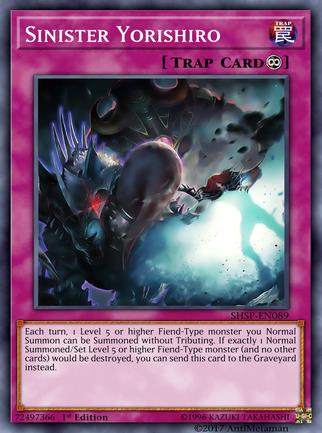 Sinister Yorishiro
TRAP
罠
[Trap Card]
SHSP-EN089
Each turn, 1 Level 5 or higher Fiend-Type monster you Normal
Summon can be Summoned without Tributing. If exactly 1 Normal
Summoned/Set Level 5 or higher Fiend-Type monster (and no other
cards) would be destroyed, you can send this card to the Graveyard
instead.
72497366 1st Edition ©1996 KAZUKI TAKAHASHI
©2017 AntiMetaman